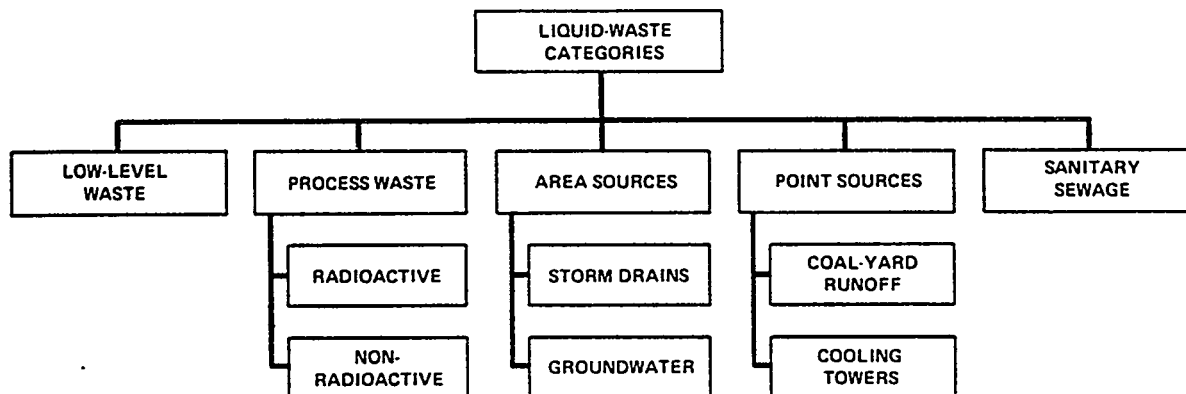 LIQUID-WASTE
CATEGORIES
LOW-LEVEL
WASTE
PROCESS WASTE
AREA SOURCES
POINT SOURCES
SANITARY
SEWAGE
RADIOACTIVE
STORM DRAINS
COAL-YARD
RUNOFF
NON-
RADIOACTIVE
GROUNDWATER
COOLING
TOWERS